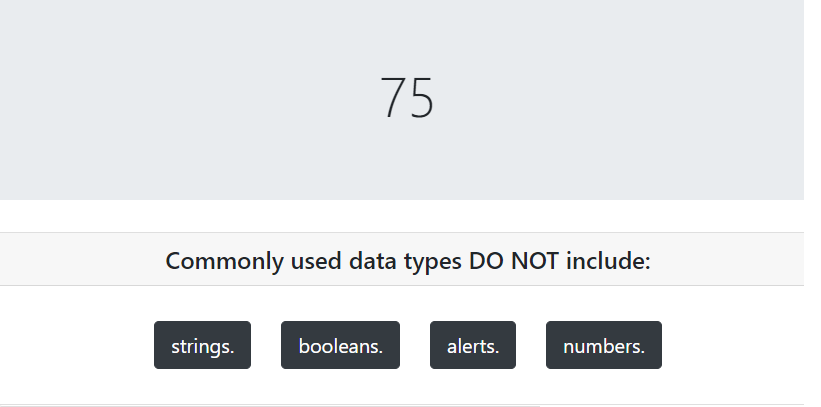 75
Commonly used data types DO NOT include:
strings. booleans. alerts. numbers.